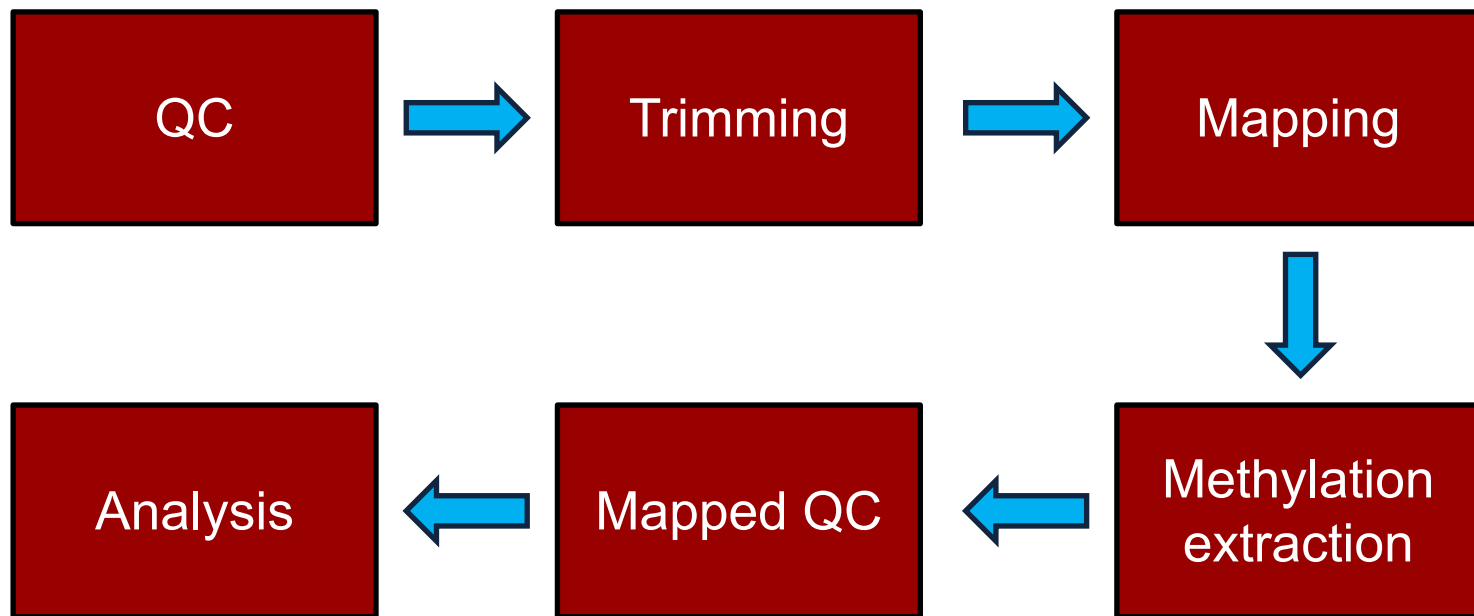 QC
Trimming
Mapping
Methylation
extraction
Mapped QC
Analysis